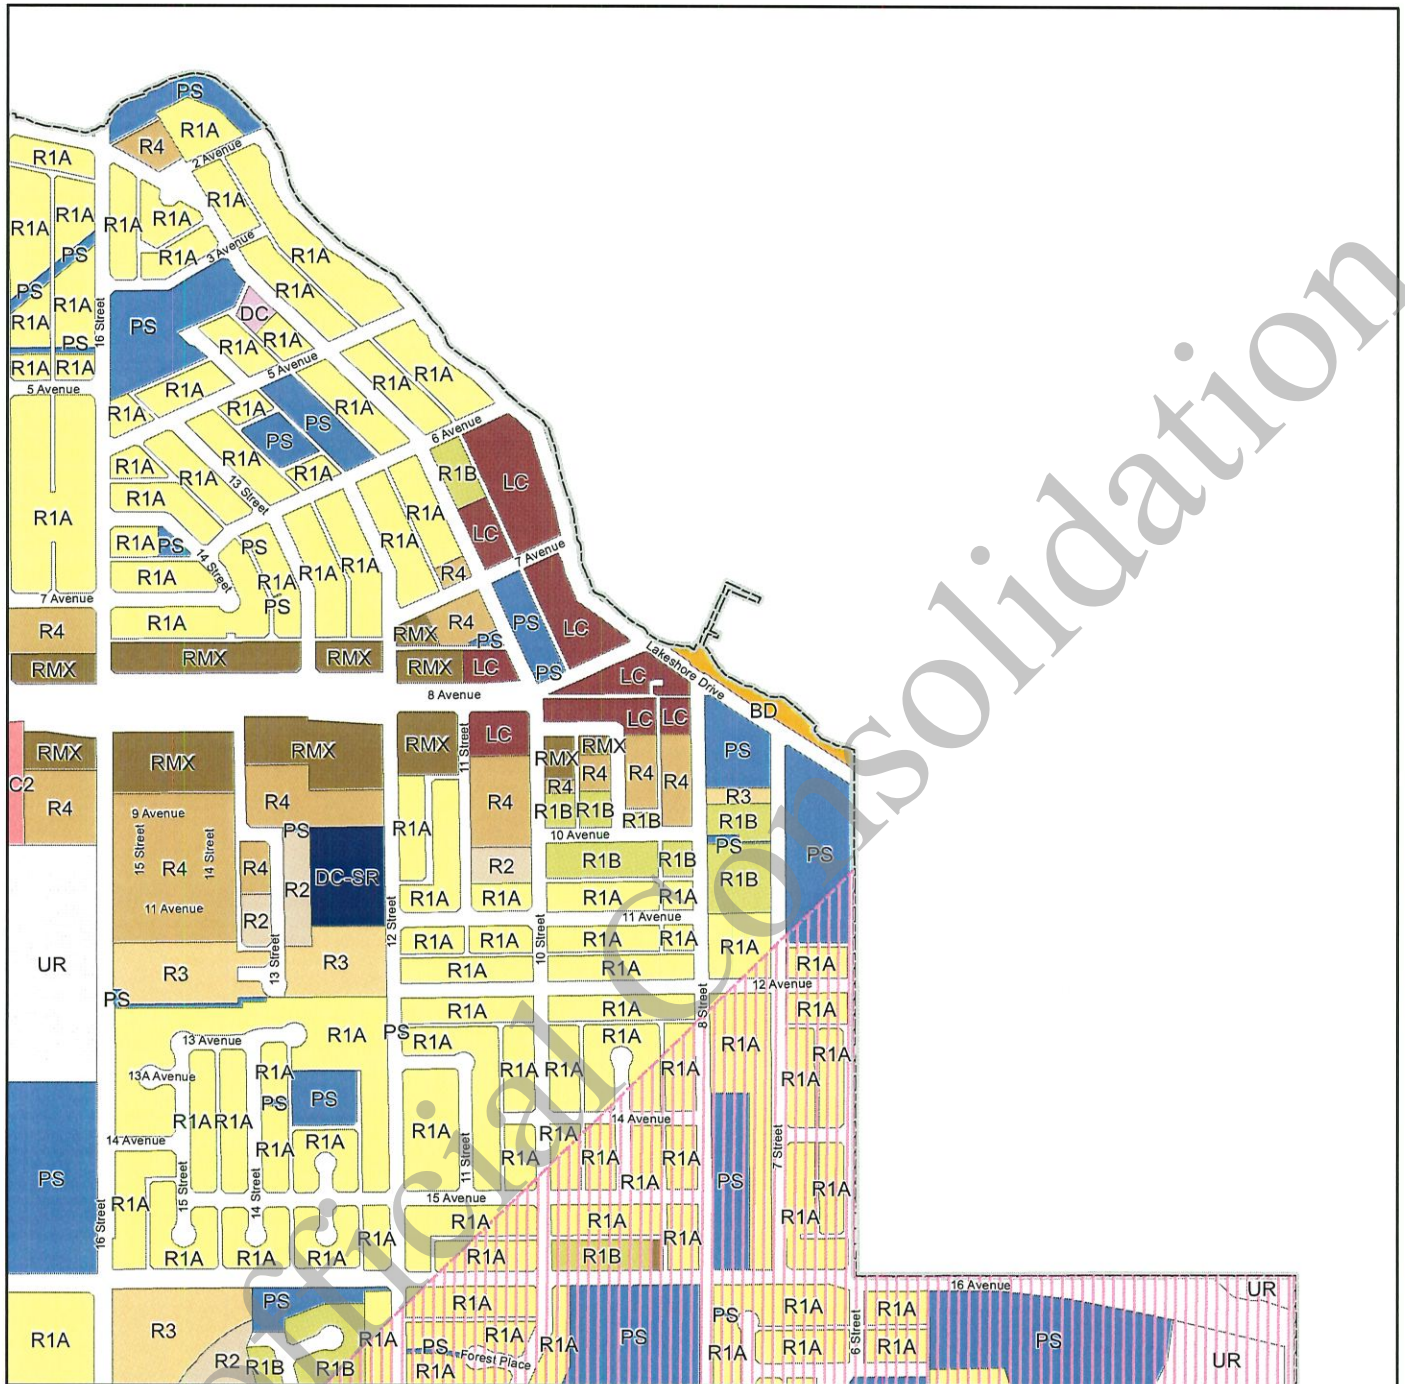 PS
R1A
R4
2 Avenue
R1A
R1A
R1A
R1A
R1A
R1A
R1A
3 Avenue
PS
R1A
R1A
PS
R1A
R1A
16 Street
DC
R1A
PS
PS
R1A
R1A
R1A
R1A
5 Avenue
R1A
R1A
5 Avenue
R1A
R1A
R1A
R1A
R1A
R1A
PS
PS
6 Avenue
R1A
R1A
R1A
R1A
13 Street
R1A
R1B
LC
R1A
R1A
R1A
PS
PS
14 Street
R1A
LC
7 Avenue
R1A
R1A
R1A
R1A
R4
7 Avenue
R1A
PS
R4
RMX
R4
PS
PS
LC
RMX
RMX
RMX
RMX
LC
PS
LC
Lakeshore Drive
8 Avenue
BD
LC
LC
RMX
RMX
RMX
RMX
11 Street
LC
RMX
RMX
PS
C2
R4
R4
R4
R4
R4
R4
R4
R3
9 Avenue
PS
R1A
R1B
R1B
R1B
R1B
15 Street
14 Street
10 Avenue
PS
PS
R4
R4
R2
DC-SR
R2
R1B
R1B
R1B
11 Avenue
R2
R1A
R1A
R1A
R1A
11 Avenue
12 Street
10 Street
R1A
R1A
R1A
R1A
R1A
UR
R3
13 Street
R3
R1A
R1A
R1A
12 Avenue
PS
8 Street
R1A
R1A
R1A
13 Avenue
R1A
PS
R1A
R1A
R1A
R1A
13A Avenue
R1A
R1A
R1A
R1A
R1A
PS
PS
R1A
R1A
14 Avenue
14 Avenue
R1A
R1A
R1A
R1A
7 Street
PS
R1A
15 Street
14 Street
11 Street
R1A
R1A
R1A
R1A
PS
R1A
R1A
15 Avenue
16 Street
R1A
R1A
R1A
R1A
R1A
R1A
R1A
R1A
R1A
R1B
16 Avenue
UR
PS
R1A
PS
R1A
R1A
R1A
R3
R1A
R1A
R1A
PS
6 Street
PS
R2
R1B
R1B
PS
Forest Place
R1A
R1A
R1A
R1A
UR
Official Consolidation